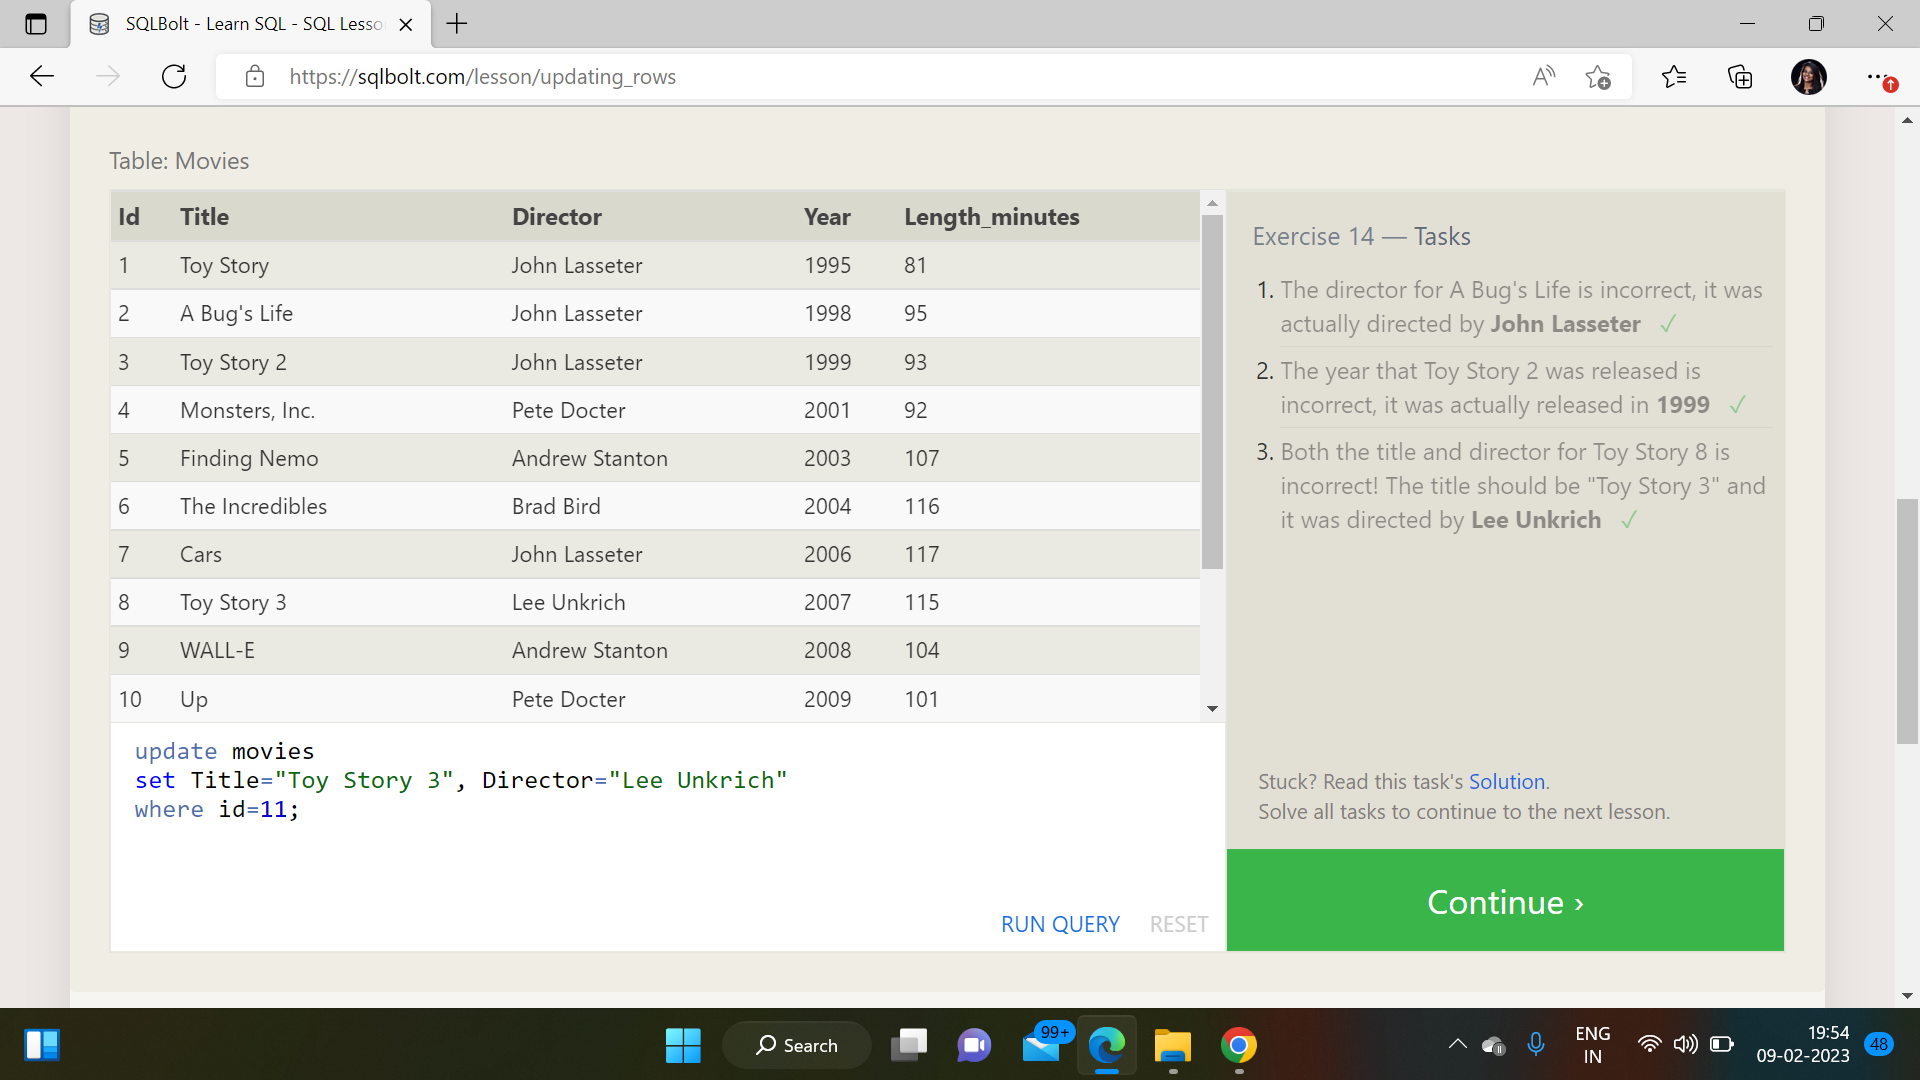 SQLBolt - Learn SQL - SQL Lesso
https://sqlbolt.com/lesson/updating_rows
Table: Movies
Id Title Director Year Length_minutes
1 Toy Story John Lasseter 1995 81
2 A Bug's Life John Lasseter 1998 95
3 Toy Story 2 John Lasseter 1999 93
4 Monsters, Inc. Pete Docter 2001 92
5 Finding Nemo Andrew Stanton 2003 107
6 The Incredibles Brad Bird 2004 116
7 Cars John Lasseter 2006 117
8 Toy Story 3 Lee Unkrich 2007 115
9 WALL-E Andrew Stanton 2008 104
10 Up Pete Docter 2009 101
update movies
set Title="Toy Story 3", Director="Lee Unkrich"
where id=11;
RUN QUERY RESET
Exercise 14 — Tasks
1. The director for A Bug's Life is incorrect, it was
actually directed by John Lasseter ✓
2. The year that Toy Story 2 was released is
incorrect, it was actually released in 1999 ✓
3. Both the title and director for Toy Story 8 is
incorrect! The title should be "Toy Story 3" and
it was directed by Lee Unkrich ✓
Stuck? Read this task's Solution.
Solve all tasks to continue to the next lesson.
Continue ›
Search
99+
ENG
IN
19:54
09-02-2023
48